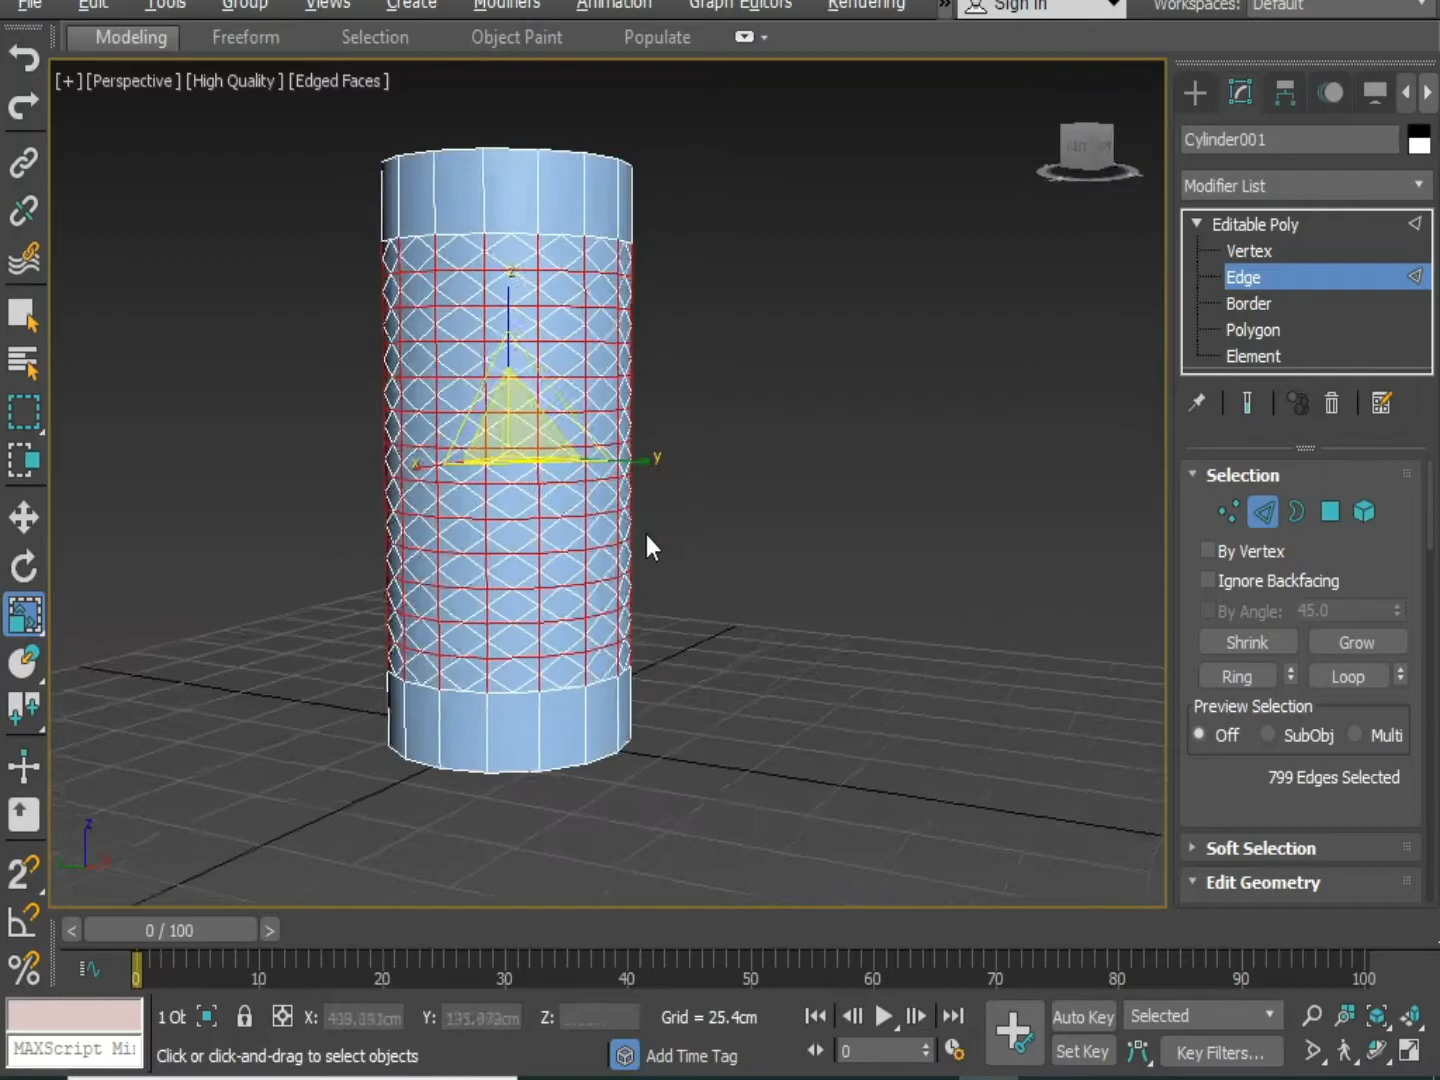 File Edit Tools Group Views Create Modifiers Animation Graph Editors Rendering » Sign In Workspaces: Default
Modeling Freeform Selection Object Paint Populate
[+] [Perspective ] [High Quality ] [Edged Faces ]
Cylinder001
Modifier List
Editable Poly
Vertex
Edge
Border
Polygon
Element
z
x
y
Selection
By Vertex
Ignore Backfacing
By Angle: 45.0
Shrink Grow
Ring Loop
Preview Selection
Off SubObj Multi
799 Edges Selected
Soft Selection
Edit Geometry
z
< 0 / 100 >
0 10 20 30 40 50 60 70 80 90 100
1 Ob X: Y: Z: Grid = 25.4cm Auto Key Selected
MAXScript Mi Click or click-and-drag to select objects Add Time Tag 0 Set Key Key Filters...